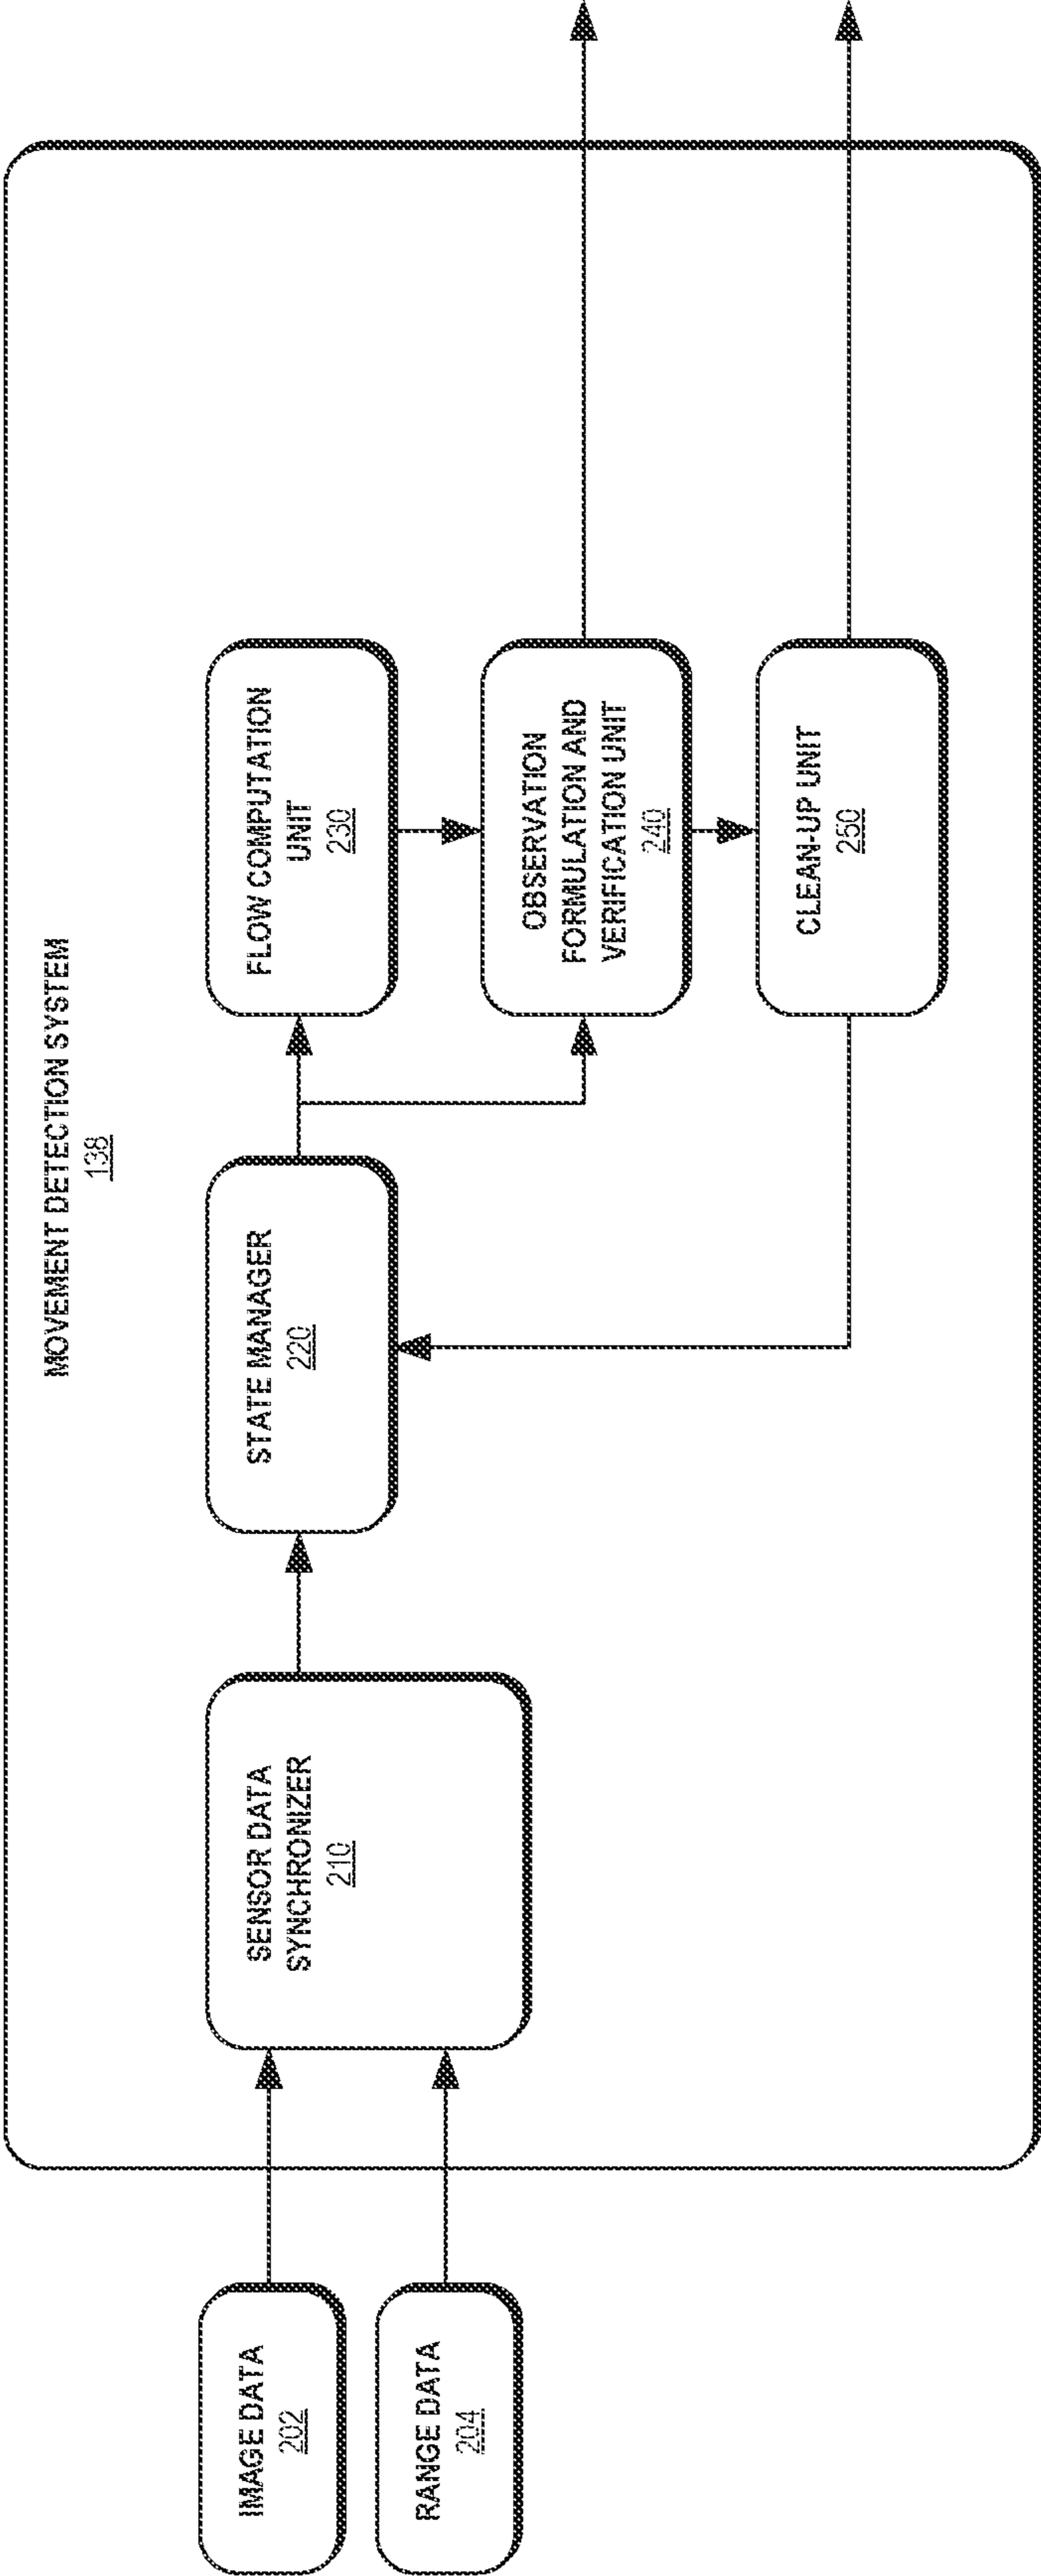 MOVEMENT DETECTION SYSTEM
138
IMAGE DATA
202
RANGE DATA
204
SENSOR DATA
SYNCHRONIZER
210
STATE MANAGER
220
FLOW COMPUTATION
UNIT
230
OBSERVATION
FORMULATION AND
VERIFICATION UNIT
240
CLEAN-UP UNIT
250